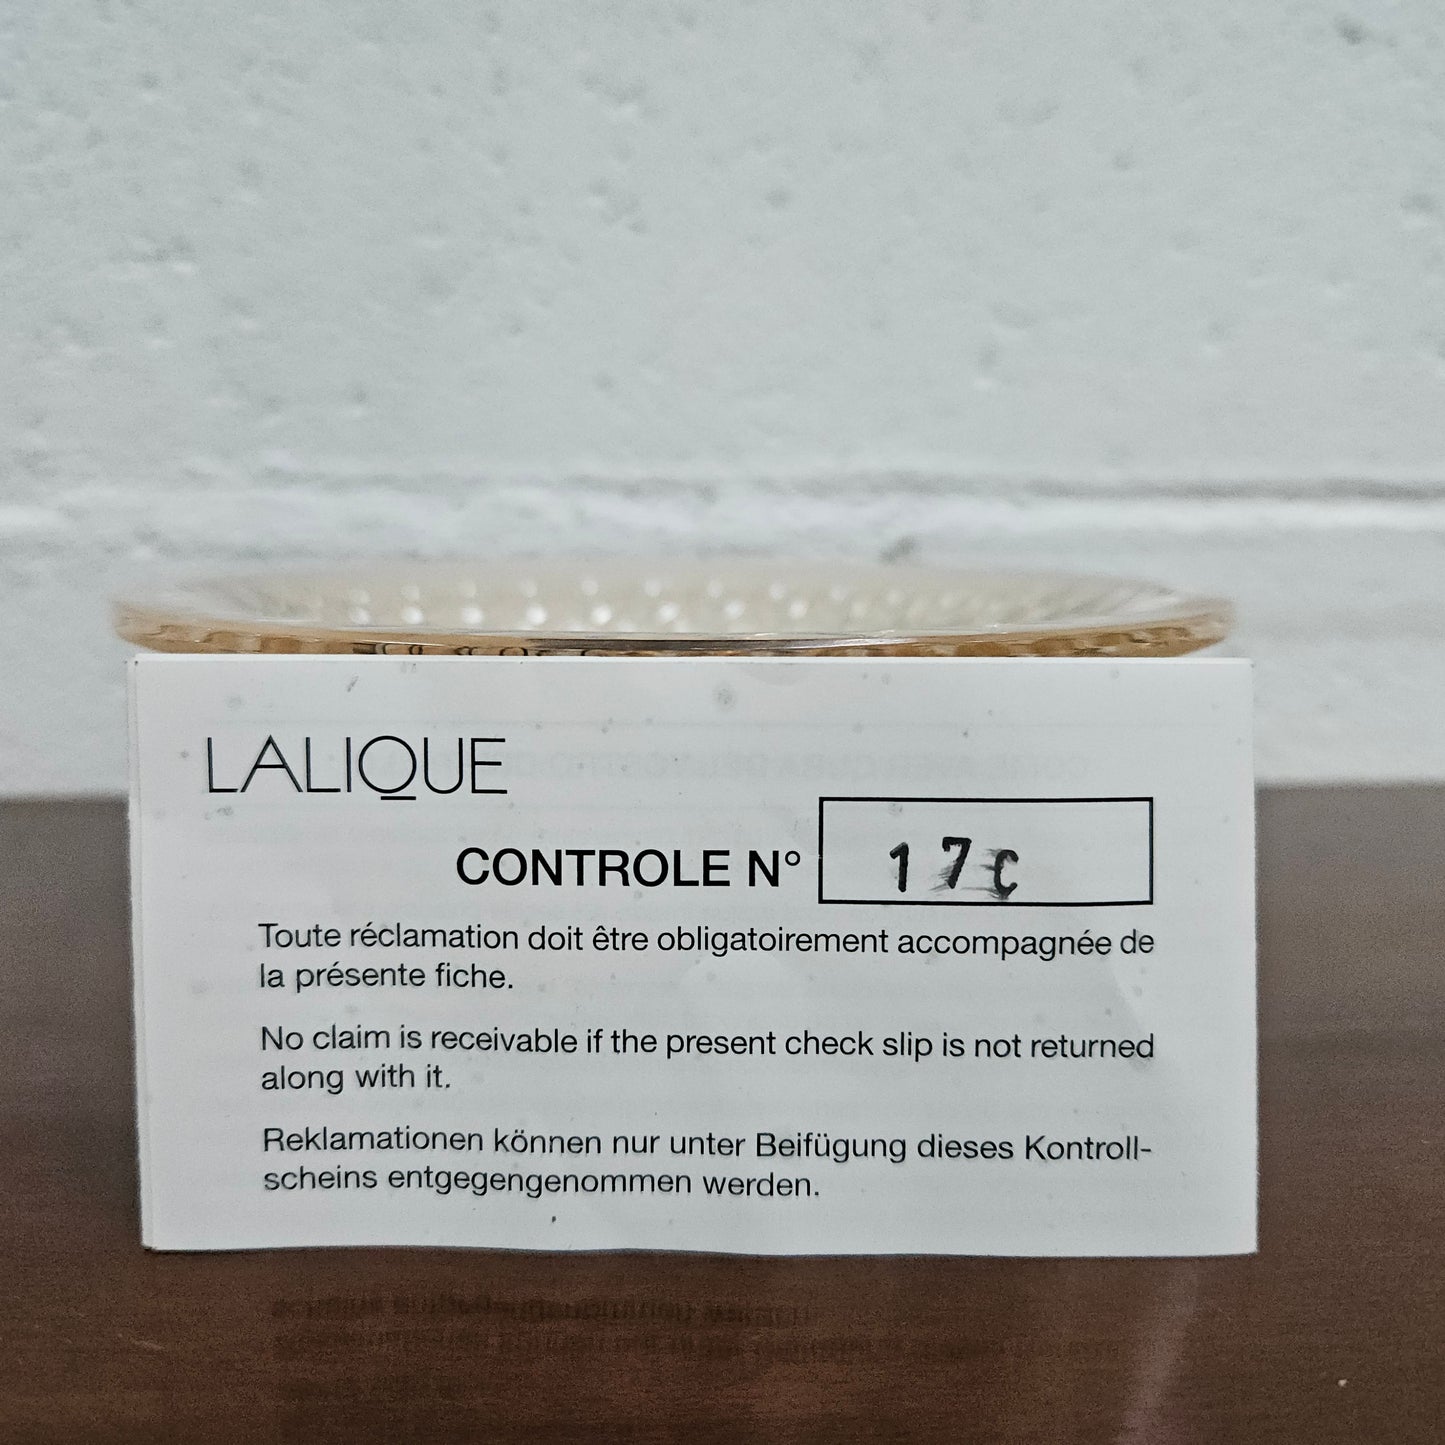 LALIQUE
CONTROLE N° 17C
Toute réclamation doit être obligatoirement accompagnée de
la présente fiche.
No claim is receivable if the present check slip is not returned
along with it.
Reklamationen können nur unter Beifügung dieses Kontroll-
scheins entgegengenommen werden.